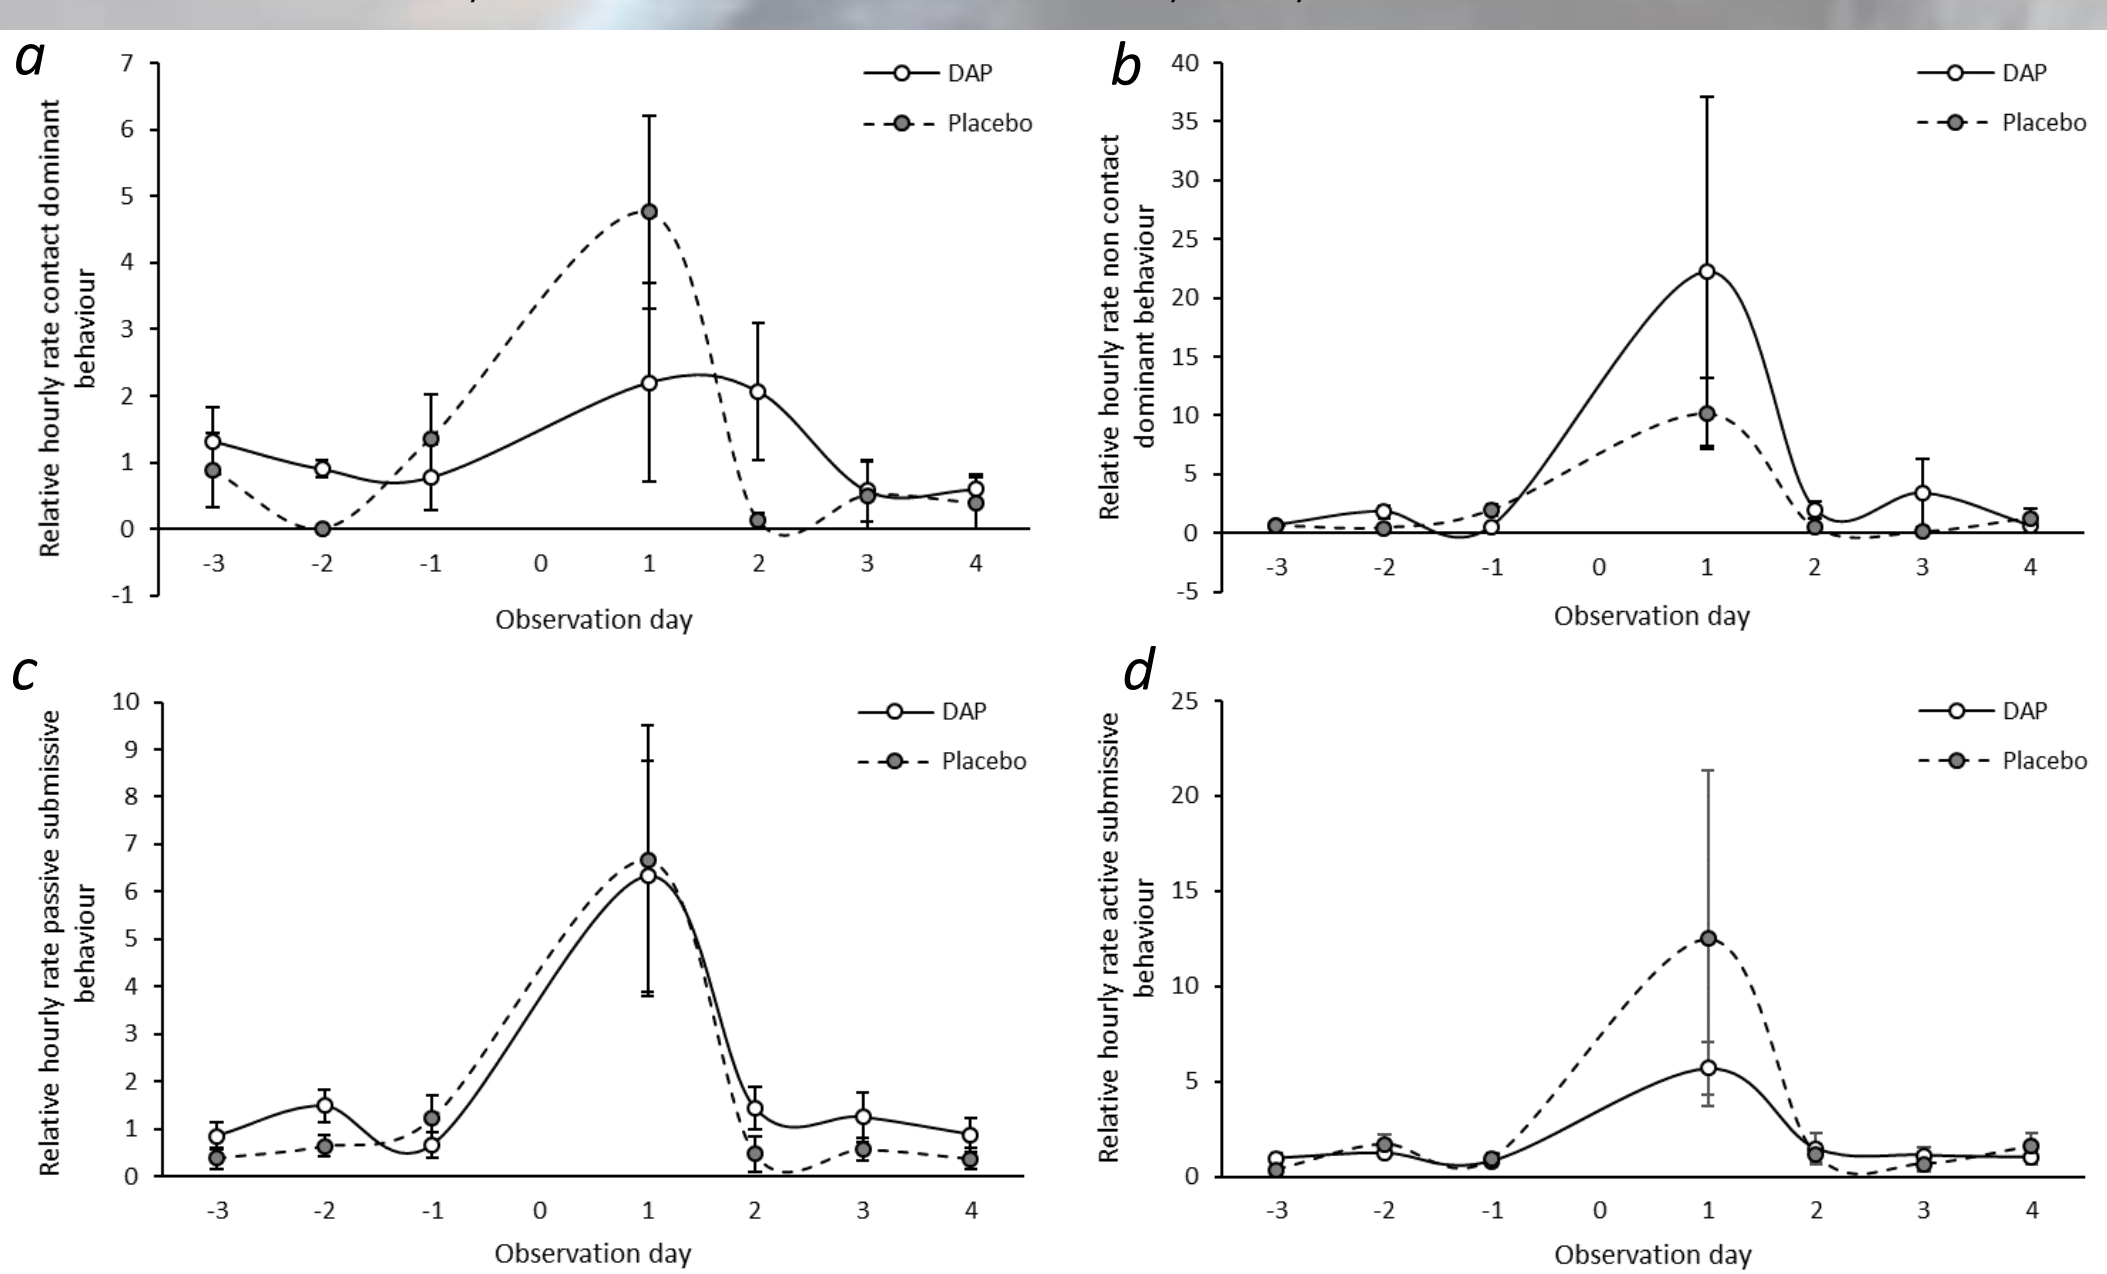 a
7
6
5
4
3
2
1
0
-1
-3
-2
-1
0
1
2
3
4
Relative hourly rate contact dominant
behaviour
Observation day
DAP
Placebo
b
40
35
30
25
20
15
10
5
0
-5
-3
-2
-1
0
1
2
3
4
Relative hourly rate non contact
dominant behaviour
Observation day
DAP
Placebo
c
10
9
8
7
6
5
4
3
2
1
0
-3
-2
-1
0
1
2
3
4
Relative hourly rate passive submissive
behaviour
Observation day
DAP
Placebo
d
25
20
15
10
5
0
-3
-2
-1
0
1
2
3
4
Relative hourly rate active submissive
behaviour
Observation day
DAP
Placebo